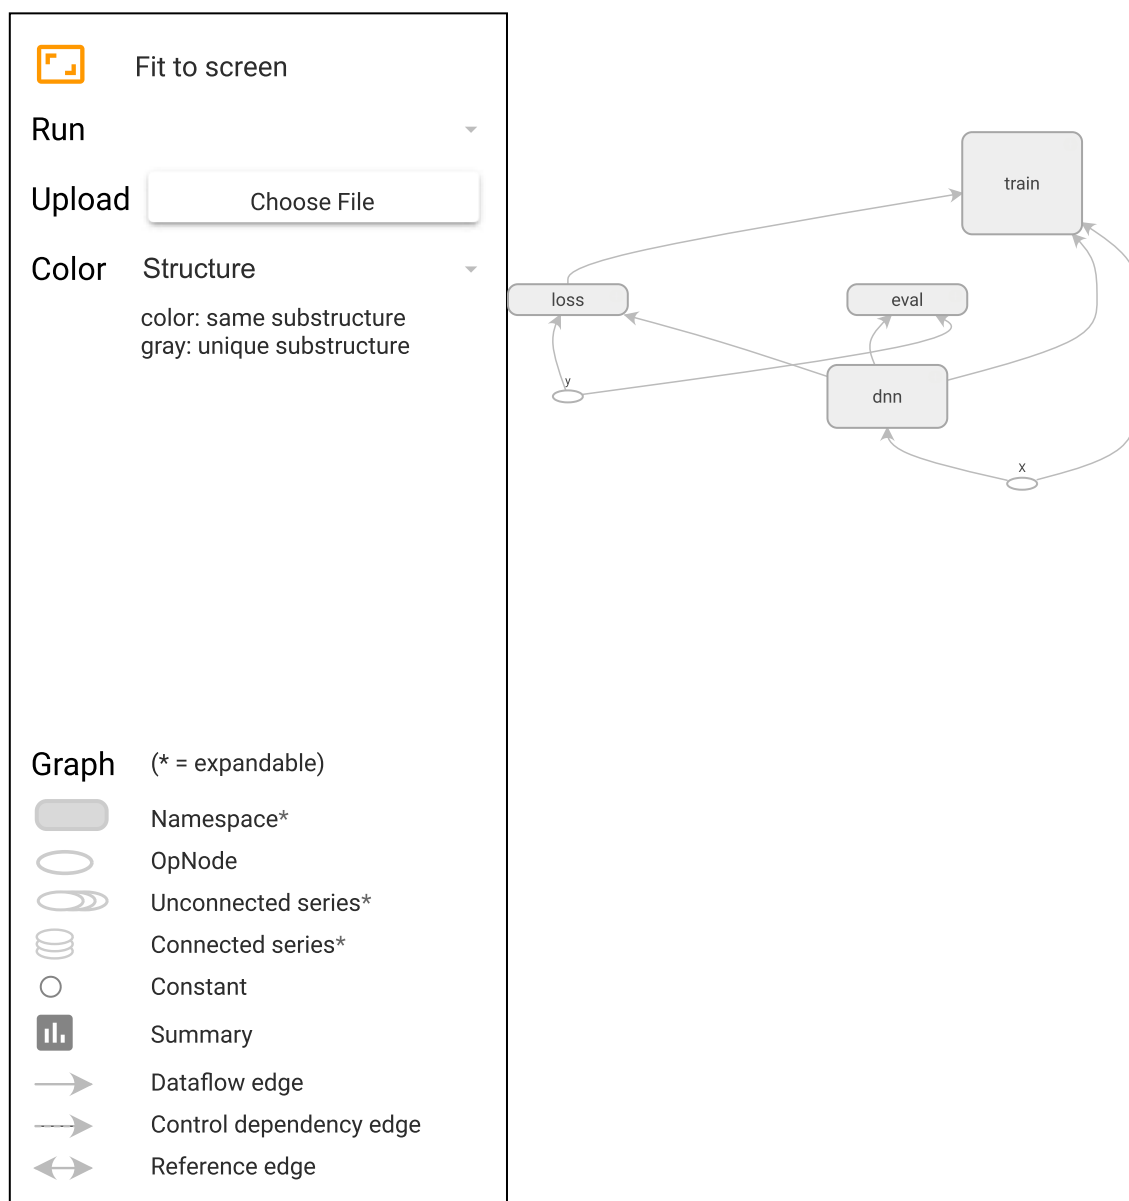 Fit to screen
Run
Upload Choose File
Color Structure
color: same substructure
gray: unique substructure
train
loss
eval
y
dnn
x
Graph (* = expandable)
Namespace*
OpNode
Unconnected series*
Connected series*
Constant
Summary
Dataflow edge
Control dependency edge
Reference edge